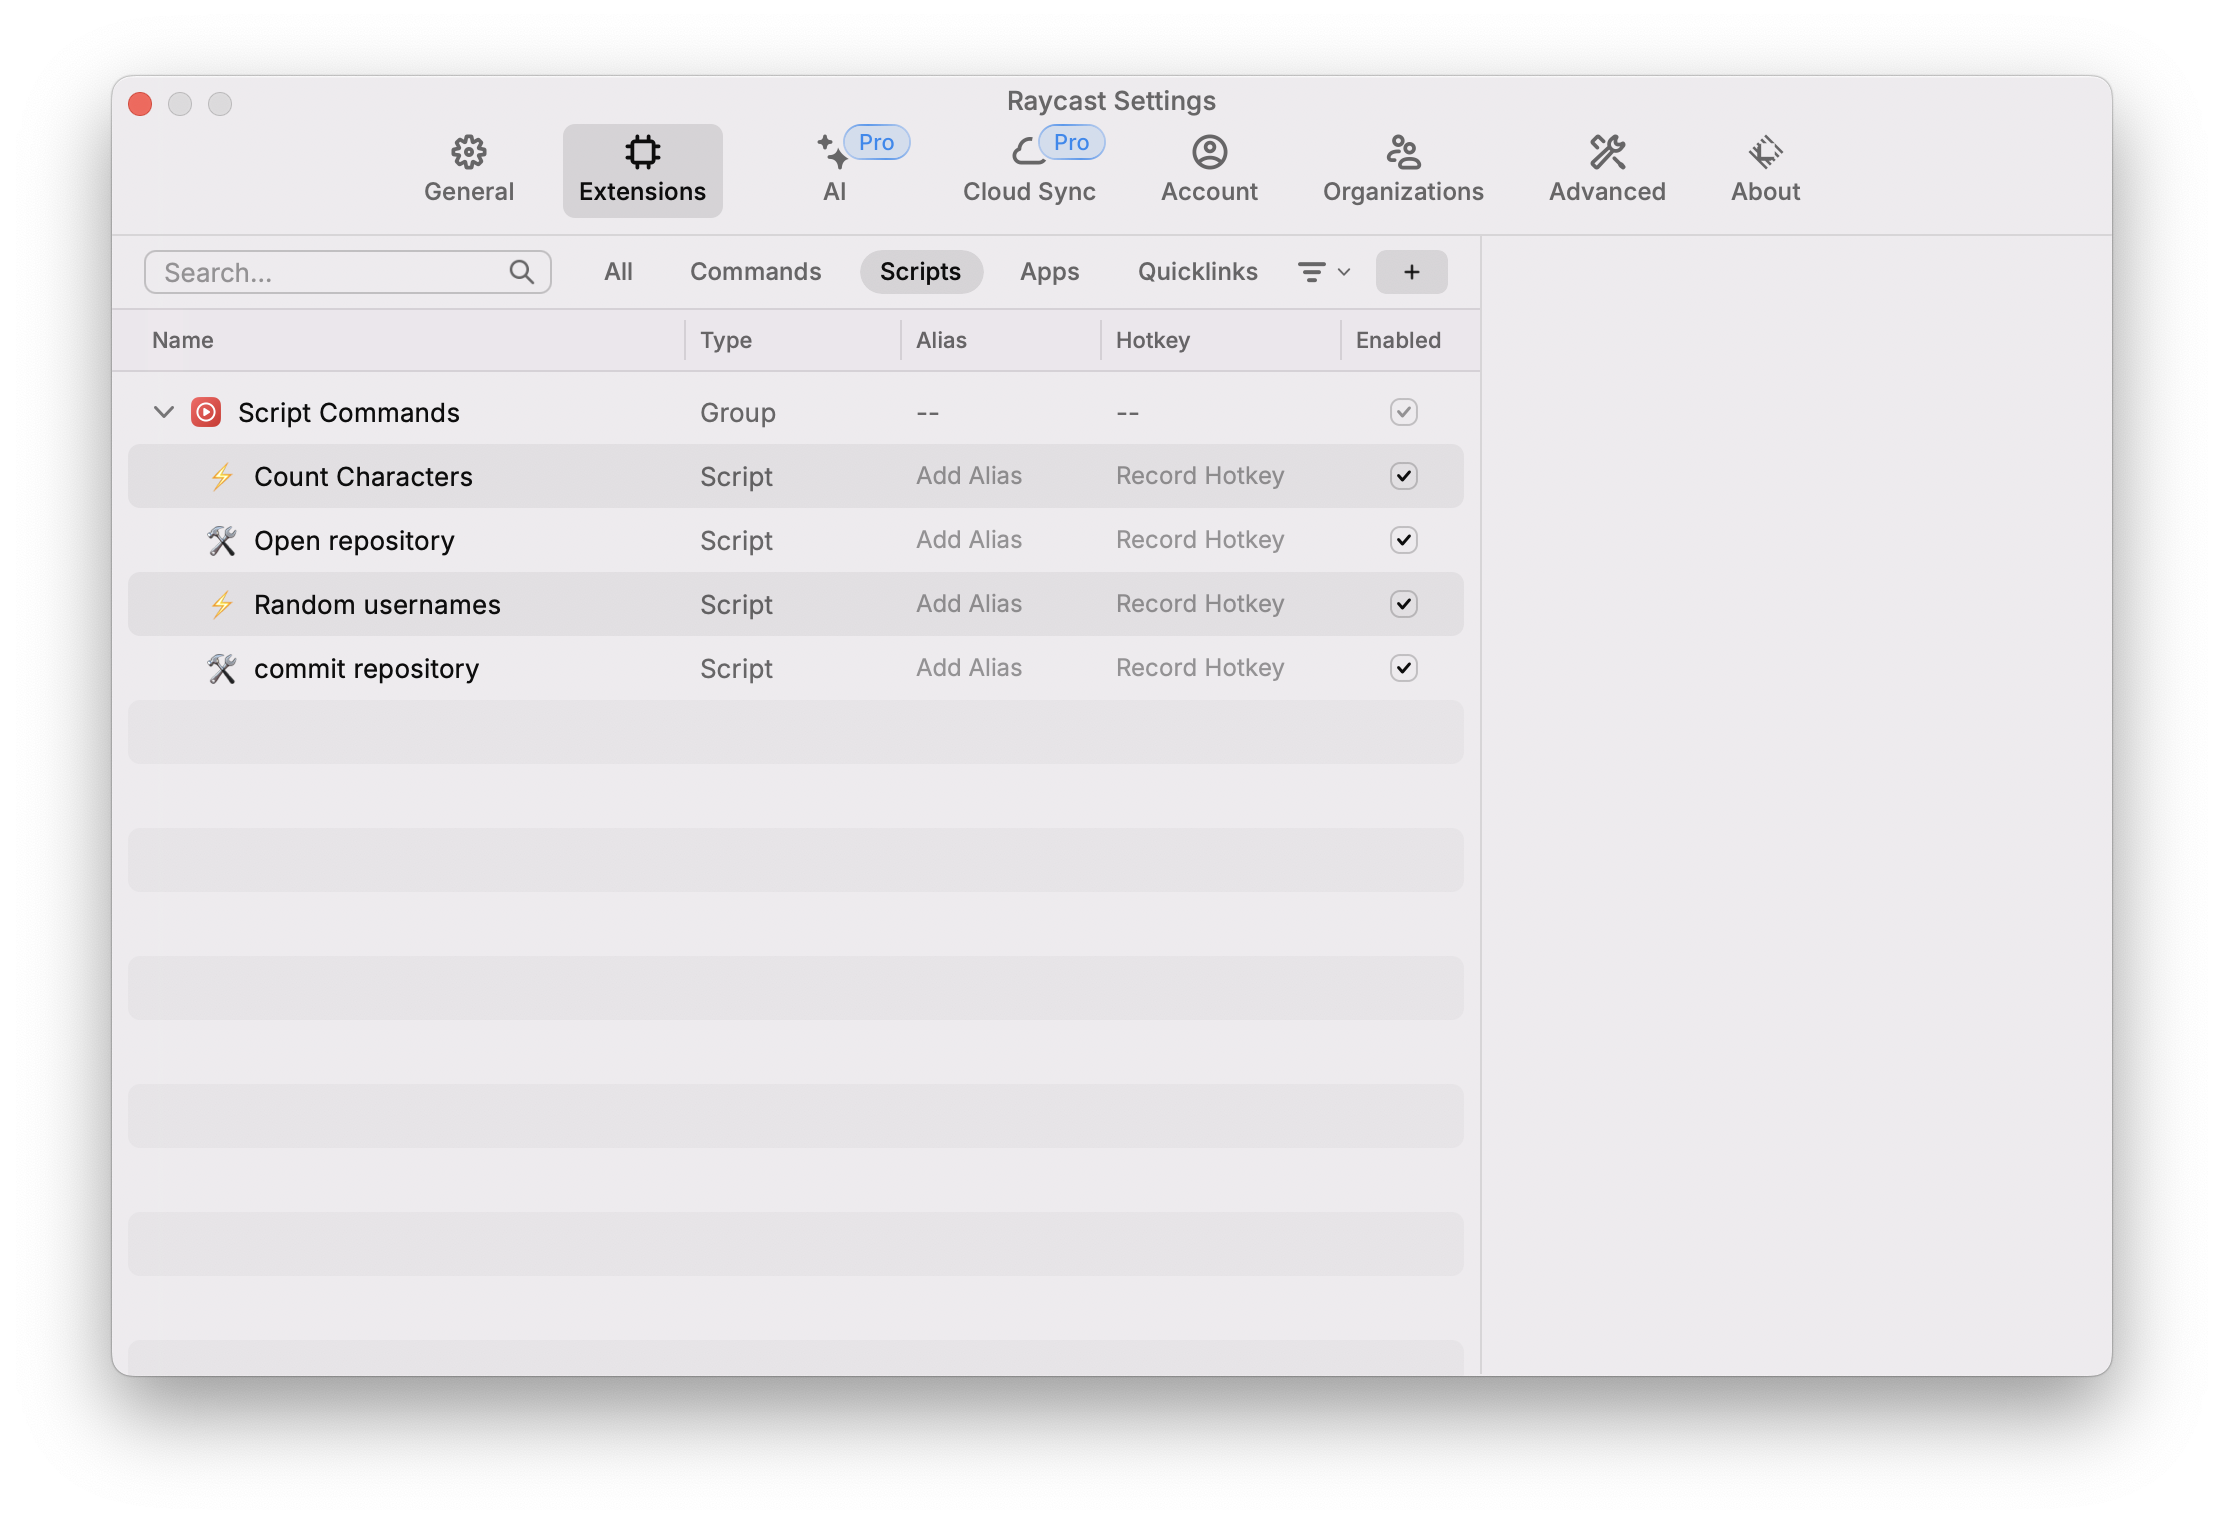 Raycast Settings
General
Extensions
Pro
AI
Pro
Cloud Sync
Account
Organizations
Advanced
About
Search...
All
Commands
Scripts
Apps
Quicklinks
+
Name Type Alias Hotkey Enabled
Script Commands Group -- --
Count Characters Script Add Alias Record Hotkey
Open repository Script Add Alias Record Hotkey
Random usernames Script Add Alias Record Hotkey
commit repository Script Add Alias Record Hotkey